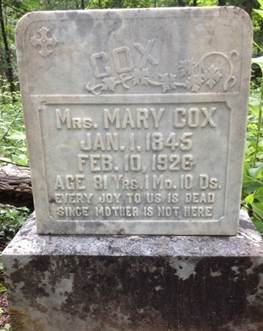 COX
MRS. MARY COX
JAN. 1. 1845
FEB. 10, 1926
AGE 81 YRS. 1 MO. 10 DS.
EVERY JOY TO US IS DEAD
SINCE MOTHER IS NOT HERE